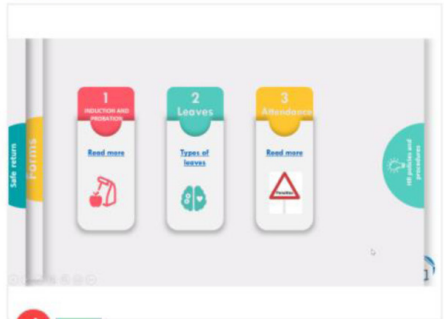 1
INDUCTION AND
PROBATION
Read more
2
Leaves
Types of
leaves
3
Attendance
Read more
Safe return
Forms
HR policies and
procedures
1